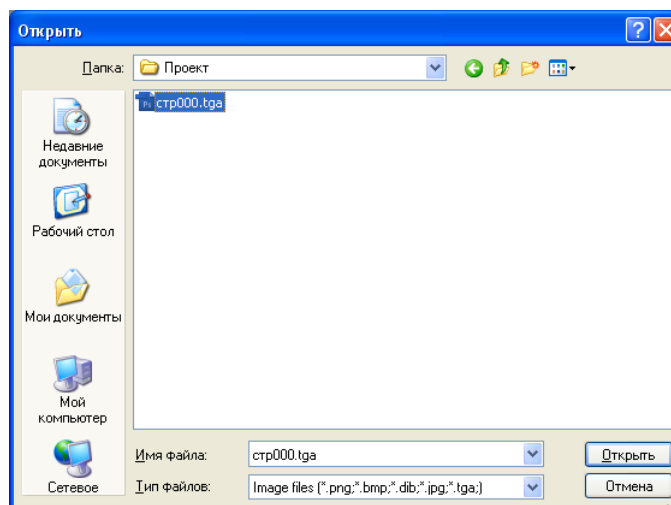 Открыть
Папка: Проект
стр000.tga
Недавние
документы
Рабочий стол
Мои документы
Мой
компьютер
Сетевое
Имя файла: стр000.tga Открыть
Тип файлов: Image files (*.png;*.bmp;*.dib;*.jpg;*.tga;) Отмена